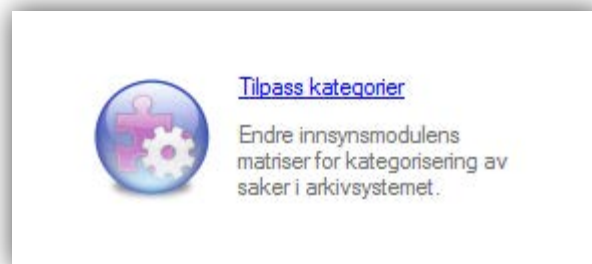 Tilpass kategorier
Endre innsynsmodulens
matriser for kategorisering av
saker i arkivsystemet.